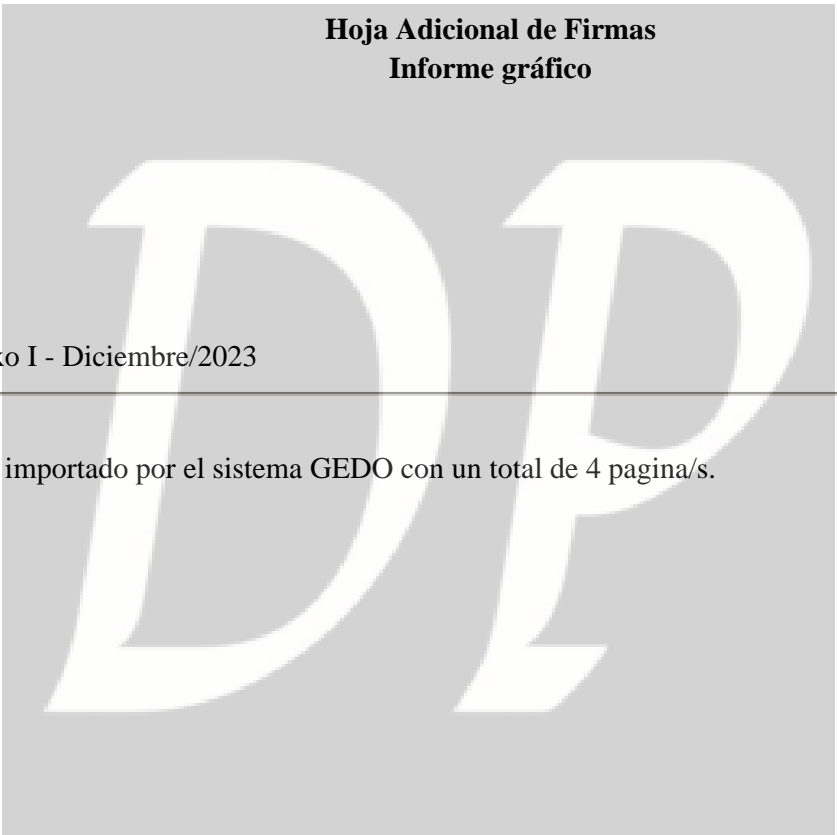 Hoja Adicional de Firmas
Informe gráfico
DP
I - Diciembre/2023
importado por el sistema GEDO con un total de 4 pagina/s.